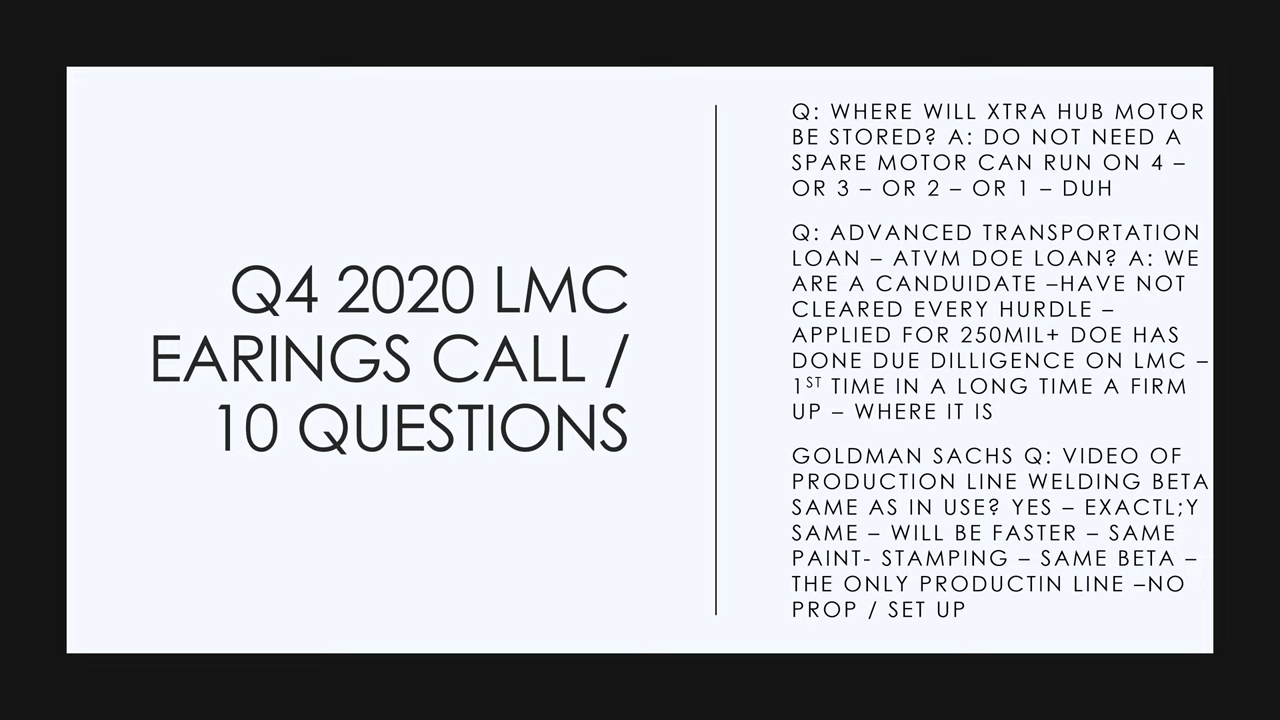 Q4 2020 LMC
EARINGS CALL /
10 QUESTIONS
Q: WHERE WILL XTRA HUB MOTOR
BE STORED? A: DO NOT NEED A
SPARE MOTOR CAN RUN ON 4 –
OR 3 – OR 2 – OR 1 – DUH
Q: ADVANCED TRANSPORTATION
LOAN – ATVM DOE LOAN? A: WE
ARE A CANDUIDATE –HAVE NOT
CLEARED EVERY HURDLE –
APPLIED FOR 250MIL+ DOE HAS
DONE DUE DILLIGENCE ON LMC –
1ST TIME IN A LONG TIME A FIRM
UP – WHERE IT IS
GOLDMAN SACHS Q: VIDEO OF
PRODUCTION LINE WELDING BETA
SAME AS IN USE? YES – EXACTL;Y
SAME – WILL BE FASTER – SAME
PAINT- STAMPING – SAME BETA –
THE ONLY PRODUCTIN LINE –NO
PROP / SET UP